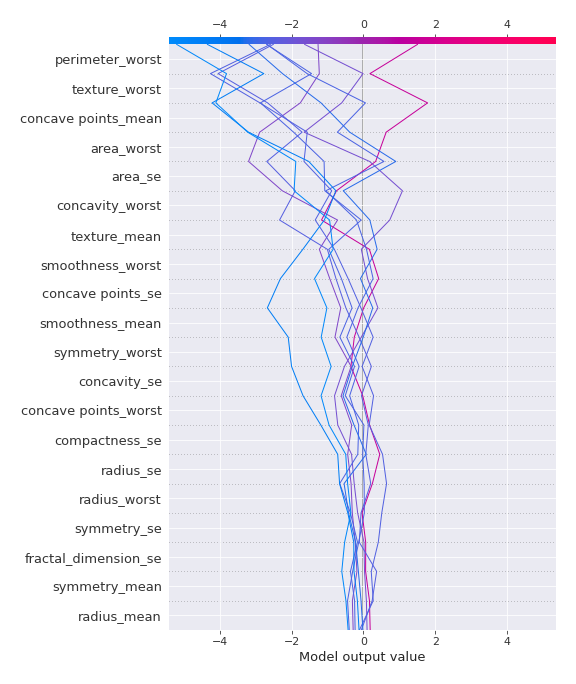 −4 −2 0 2 4
perimeter_worst
texture_worst
concave points_mean
area_worst
area_se
concavity_worst
texture_mean
smoothness_worst
concave points_se
smoothness_mean
symmetry_worst
concavity_se
concave points_worst
compactness_se
radius_se
radius_worst
symmetry_se
fractal_dimension_se
symmetry_mean
radius_mean
−4 −2 0 2 4
Model output value